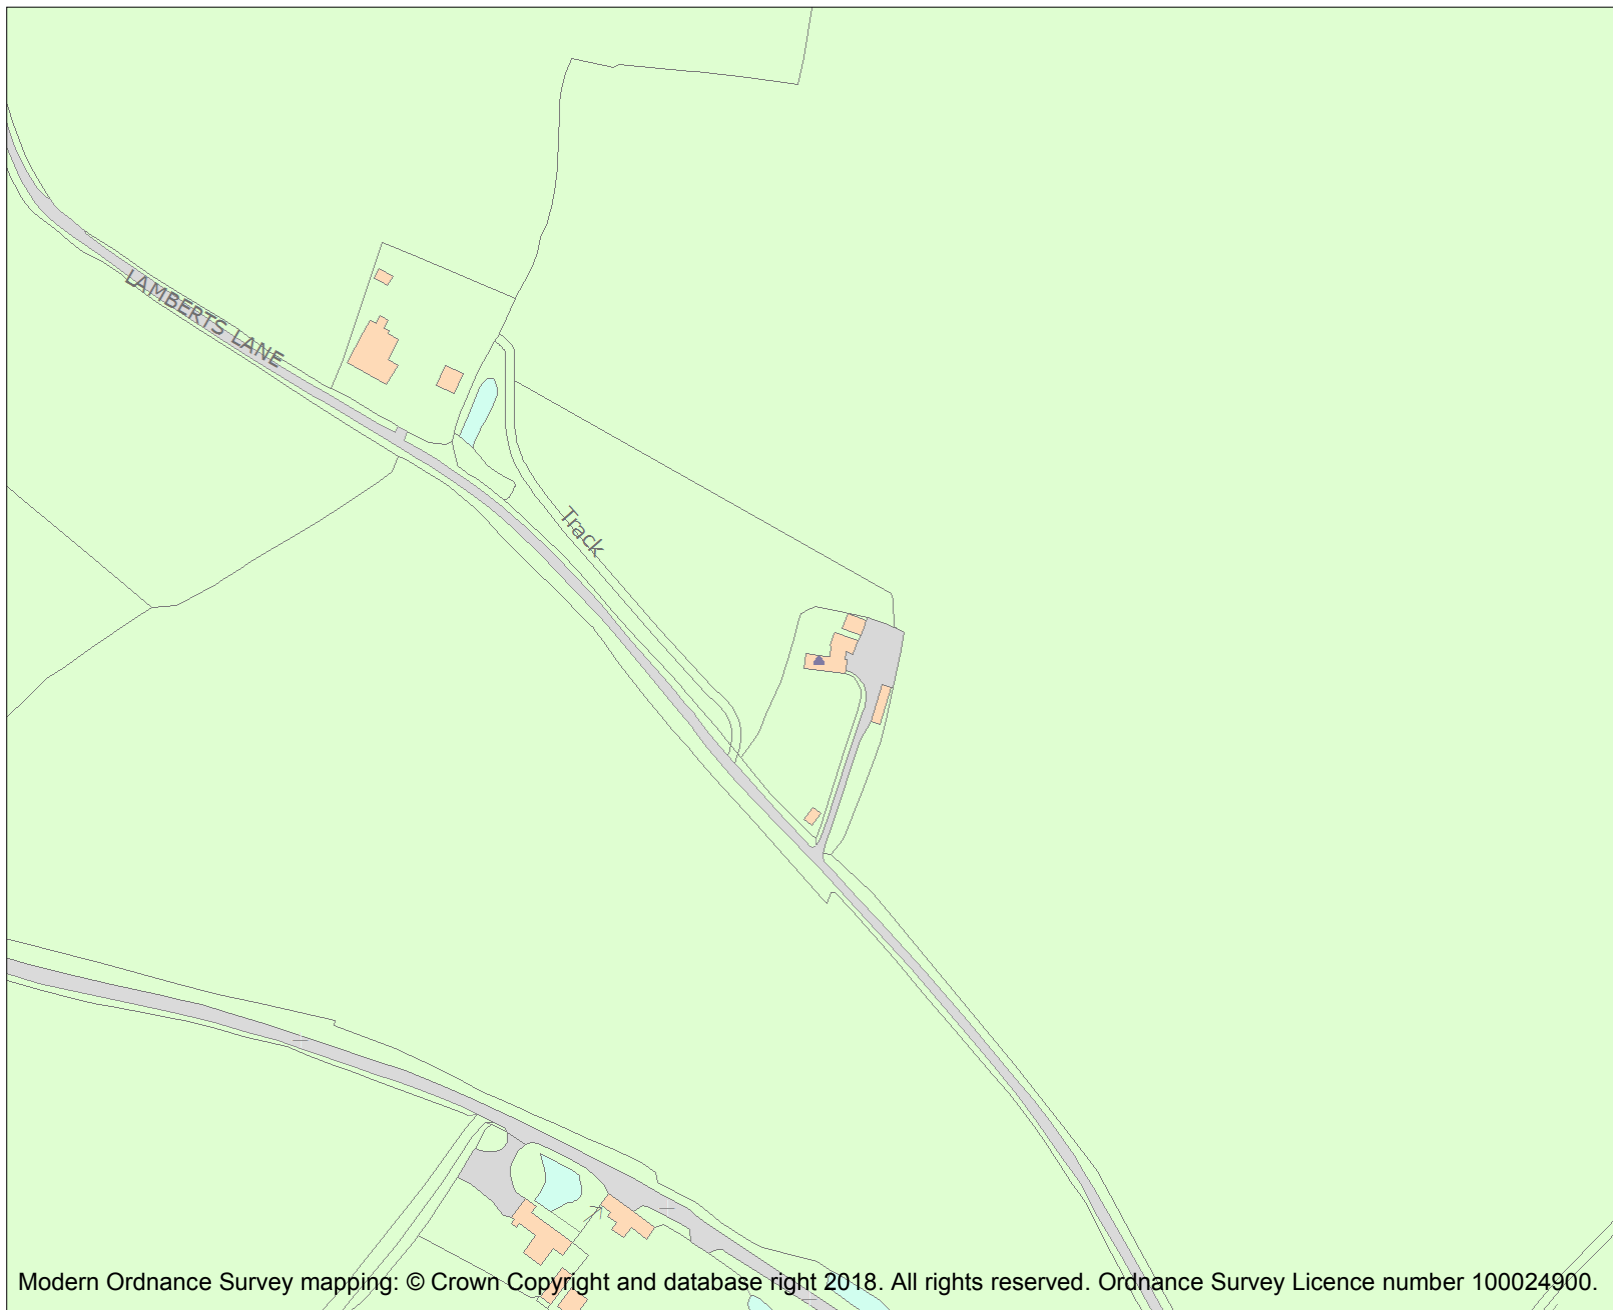 LAMBERTS LANE
Track
Modern Ordnance Survey mapping: © Crown Copyright and database right 2018. All rights reserved. Ordnance Survey Licence number 100024900.